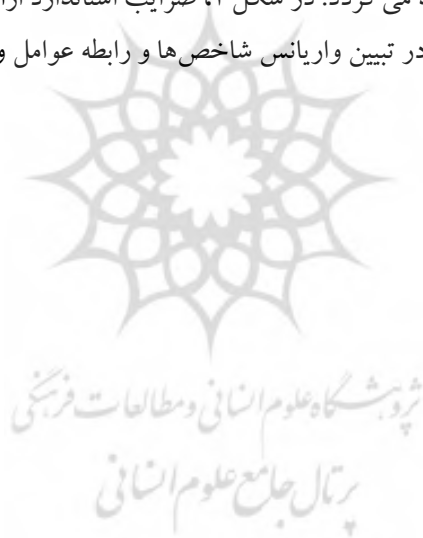 می گردد. در شکل ۲، ضرایب استاندارد
در تبیین واریانس شاخص‌ها و رابطه عوامل و
پژوهشگاه علوم انسانی و مطالعات فرهنگی
پرتال جامع علوم انسانی